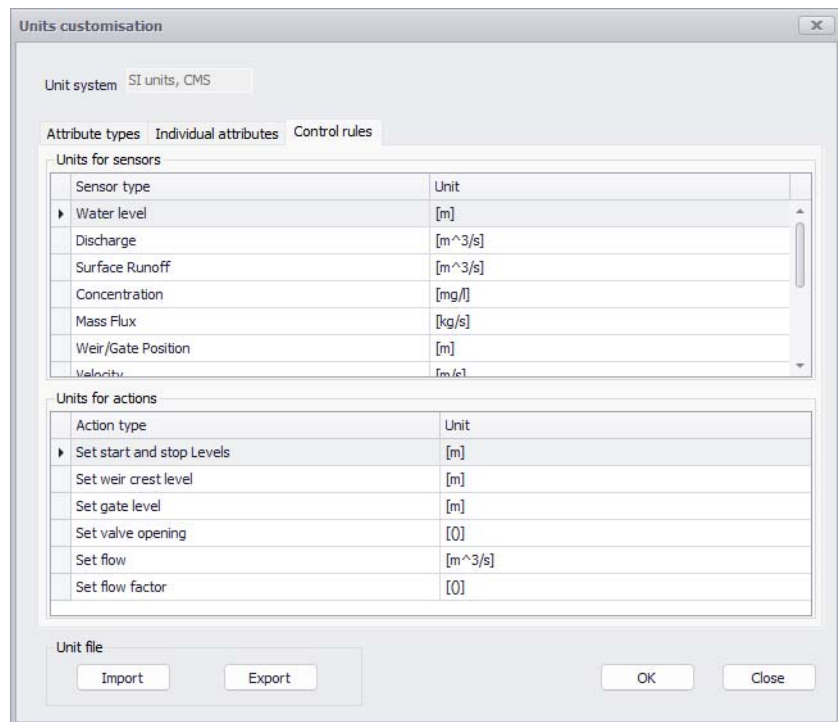 Units customisation
Unit system SI units, CMS
Attribute types Individual attributes Control rules
Units for sensors
Sensor type Unit
Water level [m]
Discharge [m^3/s]
Surface Runoff [m^3/s]
Concentration [mg/l]
Mass Flux [kg/s]
Weir/Gate Position [m]
Velocity [m/s]
Units for actions
Action type Unit
Set start and stop Levels [m]
Set weir crest level [m]
Set gate level [m]
Set valve opening [()]
Set flow [m^3/s]
Set flow factor [()]
Unit file
Import Export OK Close